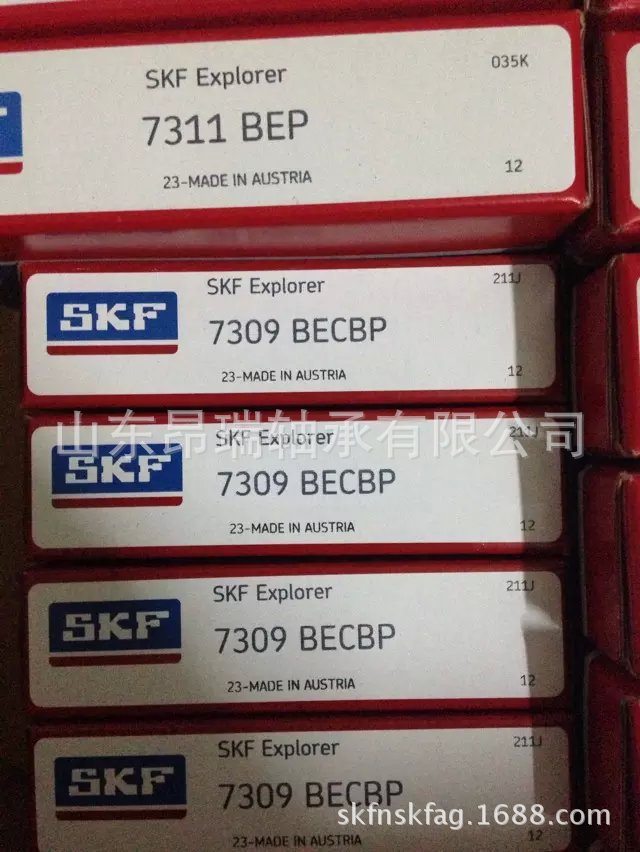 SKF Explorer
035K
7311 BEP
23-MADE IN AUSTRIA
12
SKF
SKF Explorer
211J
7309 BECBP
23-MADE IN AUSTRIA
12
山东昂瑞轴承有限公司
SKF
SKF Explorer
211J
7309 BECBP
23-MADE IN AUSTRIA
12
SKF
SKF Explorer
211J
7309 BECBP
23-MADE IN AUSTRIA
12
SKF
SKF Explorer
211J
7309 BECBP
23-MADE IN AUSTRIA
12
skfnskfag.1688.com